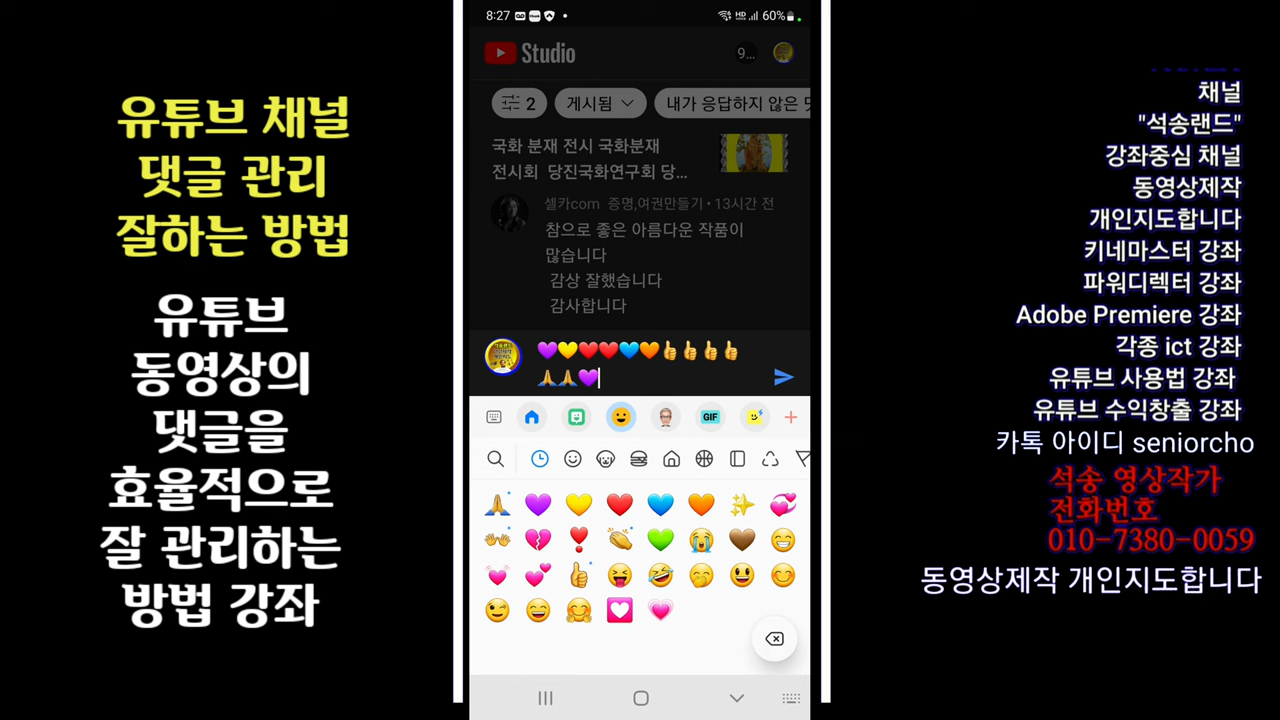 유튜브 채널
댓글 관리
잘하는 방법
유튜브
동영상의
댓글을
효율적으로
잘 관리하는
방법 강좌
8:27
60%
Studio
9...
2
게시됨
내가 응답하지 않은
국화 분재 전시 국화분재
전시회 당진국화연구회 당...
셀카com 증명,여권만들기 • 13시간 전
참으로 좋은 아름다운 작품이
많습니다
감상 잘했습니다
감사합니다
💜💛❤️❤️💙🧡👍👍👍👍
🙏🙏💜
GIF
채널
"석송랜드"
강좌중심 채널
동영상제작
개인지도합니다
키네마스터 강좌
파워디렉터 강좌
Adobe Premiere 강좌
각종 ict 강좌
유튜브 사용법 강좌
유튜브 수익창출 강좌
카톡 아이디 seniorcho
석송 영상작가
전화번호
010-7380-0059
동영상제작 개인지도합니다